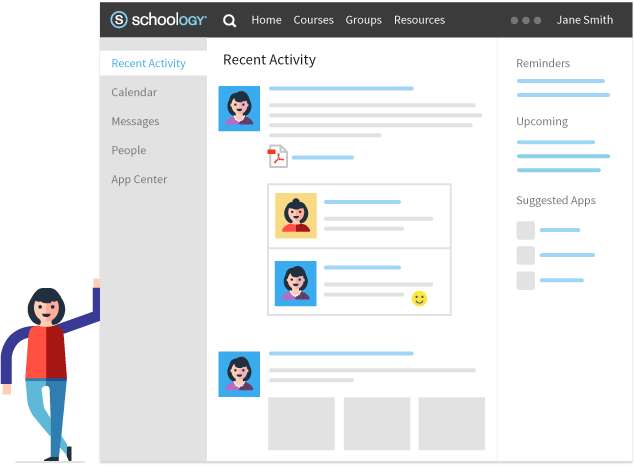 schoology
Home Courses Groups Resources
Jane Smith
Recent Activity
Calendar
Messages
People
App Center
Recent Activity
Reminders
Upcoming
Suggested Apps